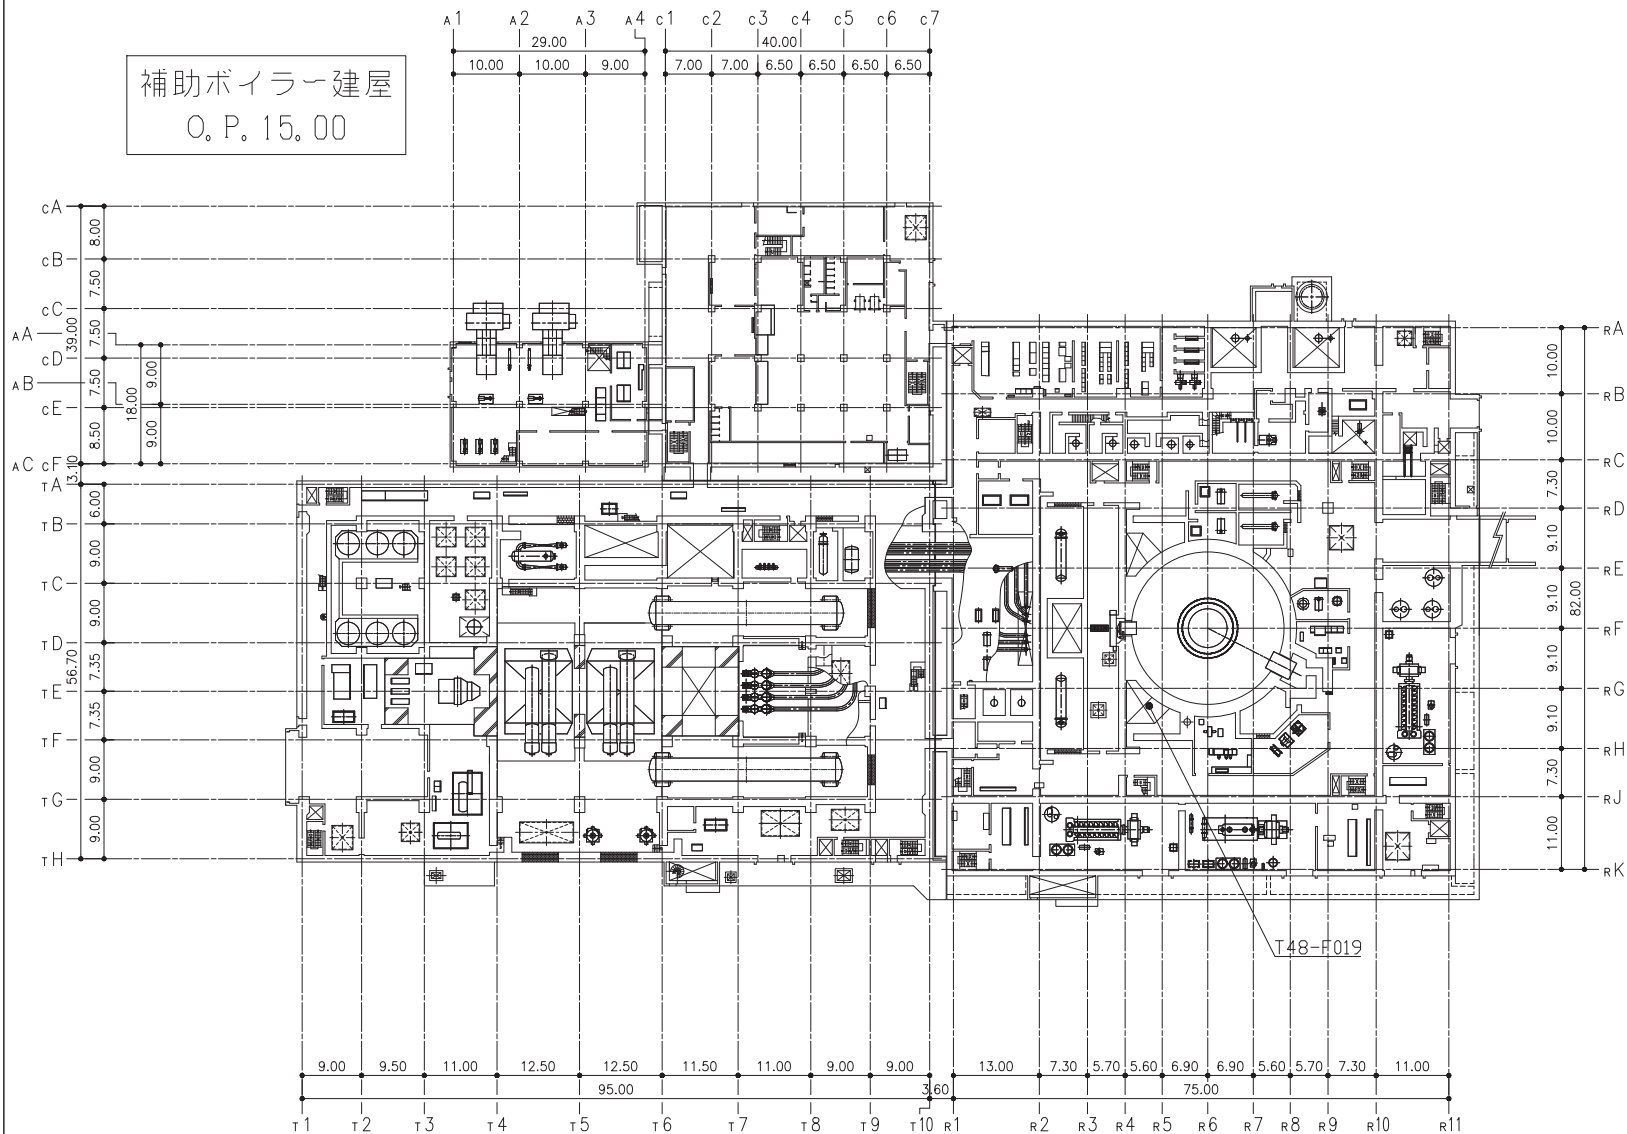 A1 A2 A3 A4 C1 C2 C3 C4 C5 C6 C7
29.00 40.00
10.00 10.00 9.00 7.00 7.00 6.50 6.50 6.50 6.50
補助ボイラー建屋
O.P.15.00
CA
8.00
CB
7.50
CC
AA
39.00
7.50
CD
AB
7.50
CE
18.00
9.00
9.00
8.50
AC CF
3.10
TA
6.00
TB
9.00
TC
9.00
TD
56.70
7.35
TE
7.35
TF
9.00
TG
9.00
TH
RA
10.00
RB
10.00
RC
7.30
RD
9.10
RE
9.10
82.00
RF
9.10
RG
9.10
RH
7.30
RJ
11.00
RK
T48-F019
9.00 9.50 11.00 12.50 12.50 11.50 11.00 9.00 9.00 13.00 7.30 5.70 5.60 6.90 6.90 5.60 5.70 7.30 11.00
95.00 3.60 75.00
T1 T2 T3 T4 T5 T6 T7 T8 T9 T10 R1 R2 R3 R4 R5 R6 R7 R8 R9 R10 R11